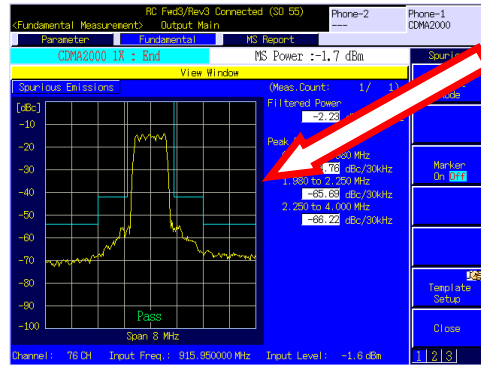 RC Fwd3/Rev3 Connected (SO 55)
Phone-2
Phone-1
<Fundamental Measurement> Output Main
---
CDMA2000
Parameter Fundamental MS Report
CDMA2000 1X : End
MS Power :-1.7 dBm
View Window
Spurious Emissions
(Meas.Count: 1/ 1)
Filtered Power
[dBc]
-2.23
-10
Peak
-20
MHz
dBc/30kHz
-30
1.980 to 2.250 MHz
-65.69 dBc/30kHz
-40
2.250 to 4.000 MHz
-66.22 dBc/30kHz
-50
-60
-70
-80
-90
-100
Pass
Span 8 MHz
Marker
On Off
Template
Setup
Close
1 2 3
Channel: 76 CH Input Freq.: 915.950000 MHz Input Level: -1.6 dBm